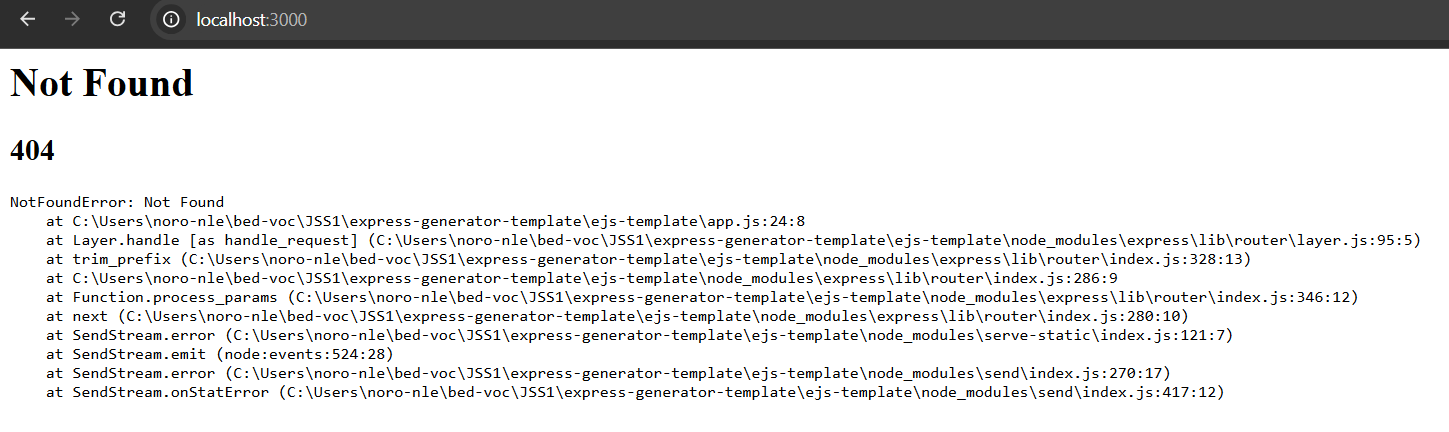 localhost:3000
Not Found
404
NotFoundError: Not Found
    at C:\Users\noro-nle\bed-voc\JSS1\express-generator-template\ejs-template\app.js:24:8
    at Layer.handle [as handle_request] (C:\Users\noro-nle\bed-voc\JSS1\express-generator-template\ejs-template\node_modules\express\lib\router\layer.js:95:5)
    at trim_prefix (C:\Users\noro-nle\bed-voc\JSS1\express-generator-template\ejs-template\node_modules\express\lib\router\index.js:328:13)
    at C:\Users\noro-nle\bed-voc\JSS1\express-generator-template\ejs-template\node_modules\express\lib\router\index.js:286:9
    at Function.process_params (C:\Users\noro-nle\bed-voc\JSS1\express-generator-template\ejs-template\node_modules\express\lib\router\index.js:346:12)
    at next (C:\Users\noro-nle\bed-voc\JSS1\express-generator-template\ejs-template\node_modules\express\lib\router\index.js:280:10)
    at SendStream.error (C:\Users\noro-nle\bed-voc\JSS1\express-generator-template\ejs-template\node_modules\serve-static\index.js:121:7)
    at SendStream.emit (node:events:524:28)
    at SendStream.error (C:\Users\noro-nle\bed-voc\JSS1\express-generator-template\ejs-template\node_modules\send\index.js:270:17)
    at SendStream.onStatError (C:\Users\noro-nle\bed-voc\JSS1\express-generator-template\ejs-template\node_modules\send\index.js:417:12)